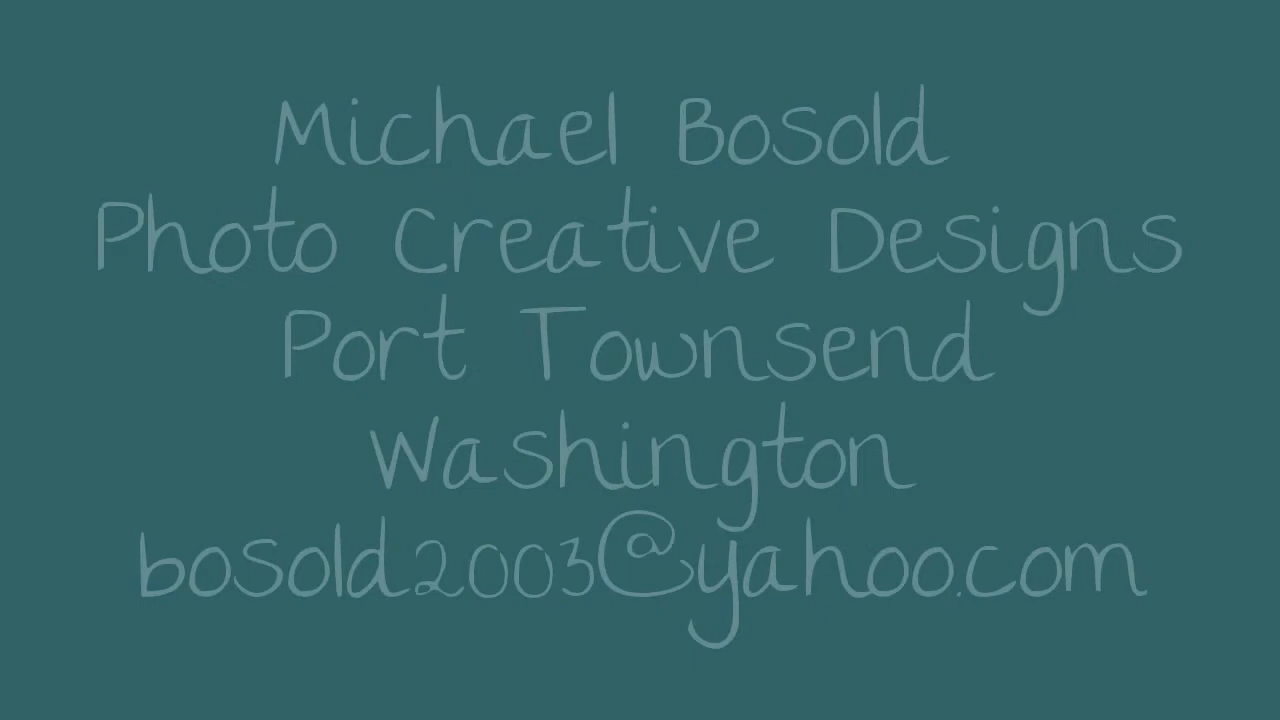 Michael Bosold
Photo Creative Designs
Port Townsend
Washington
bosold2003@yahoo.com